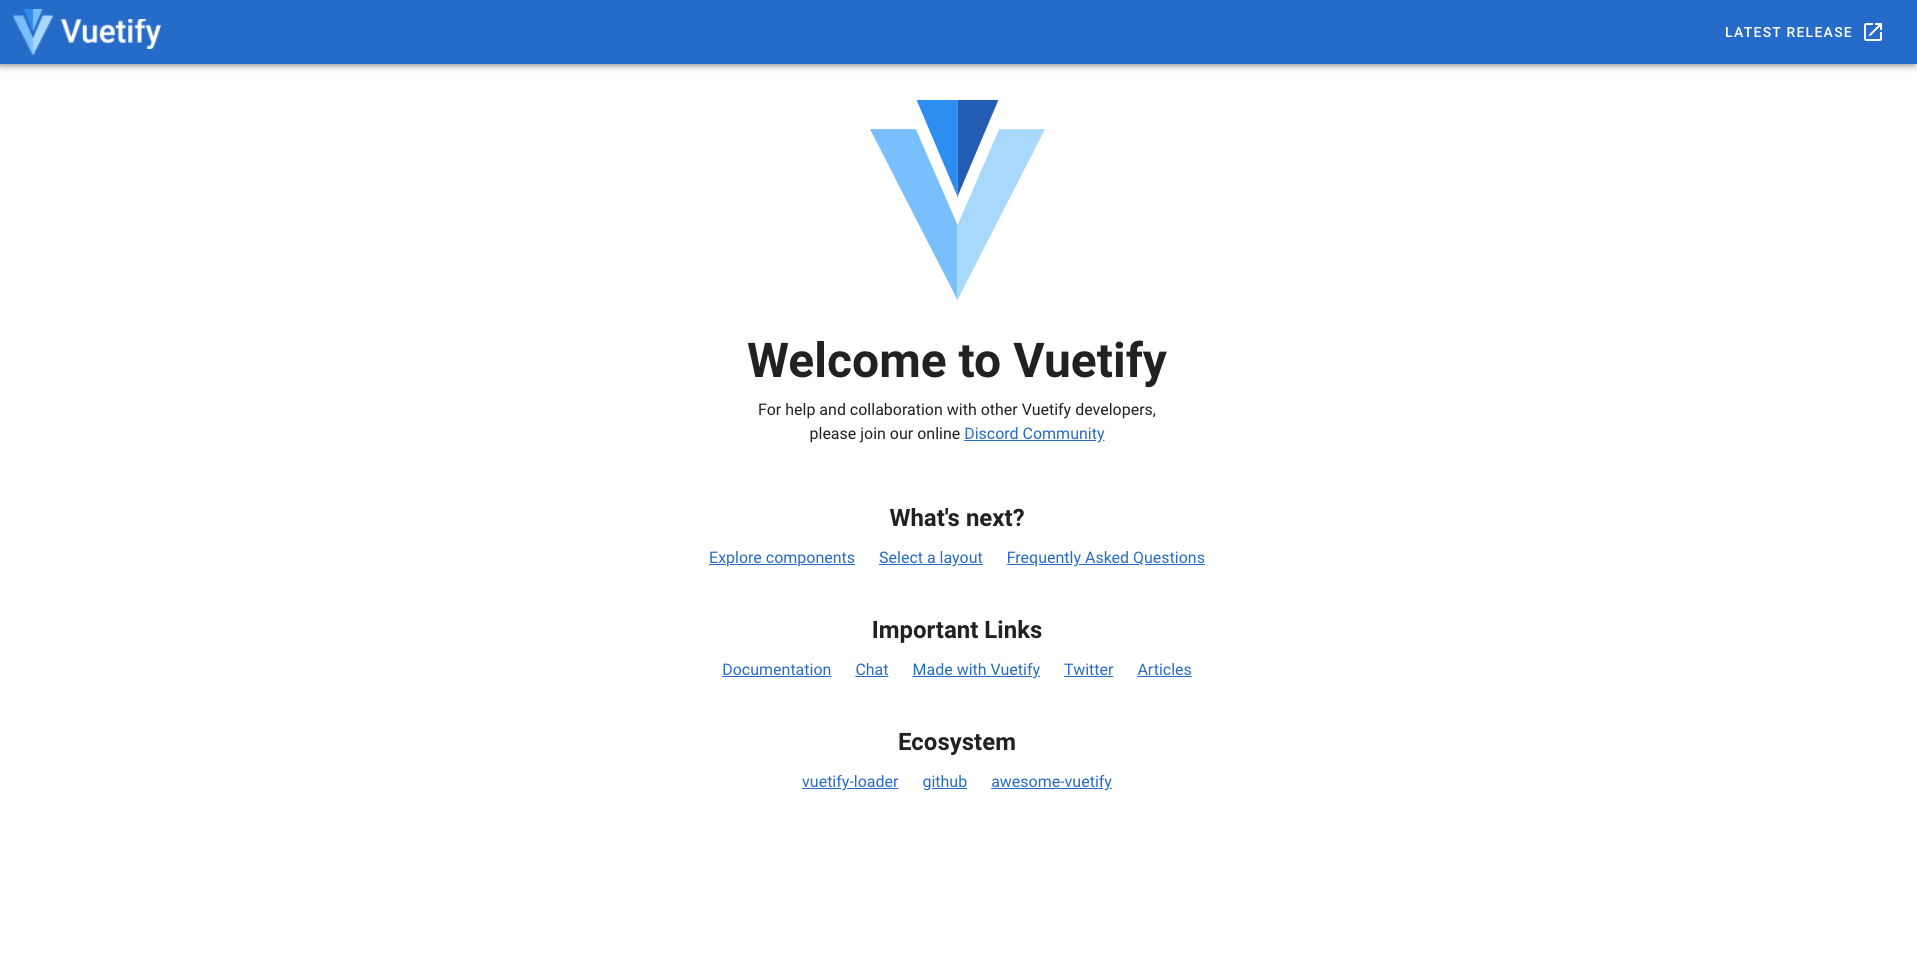 Vuetify
LATEST RELEASE
Welcome to Vuetify
For help and collaboration with other Vuetify developers,
please join our online Discord Community
What's next?
Explore components Select a layout Frequently Asked Questions
Important Links
Documentation Chat Made with Vuetify Twitter Articles
Ecosystem
vuetify-loader github awesome-vuetify